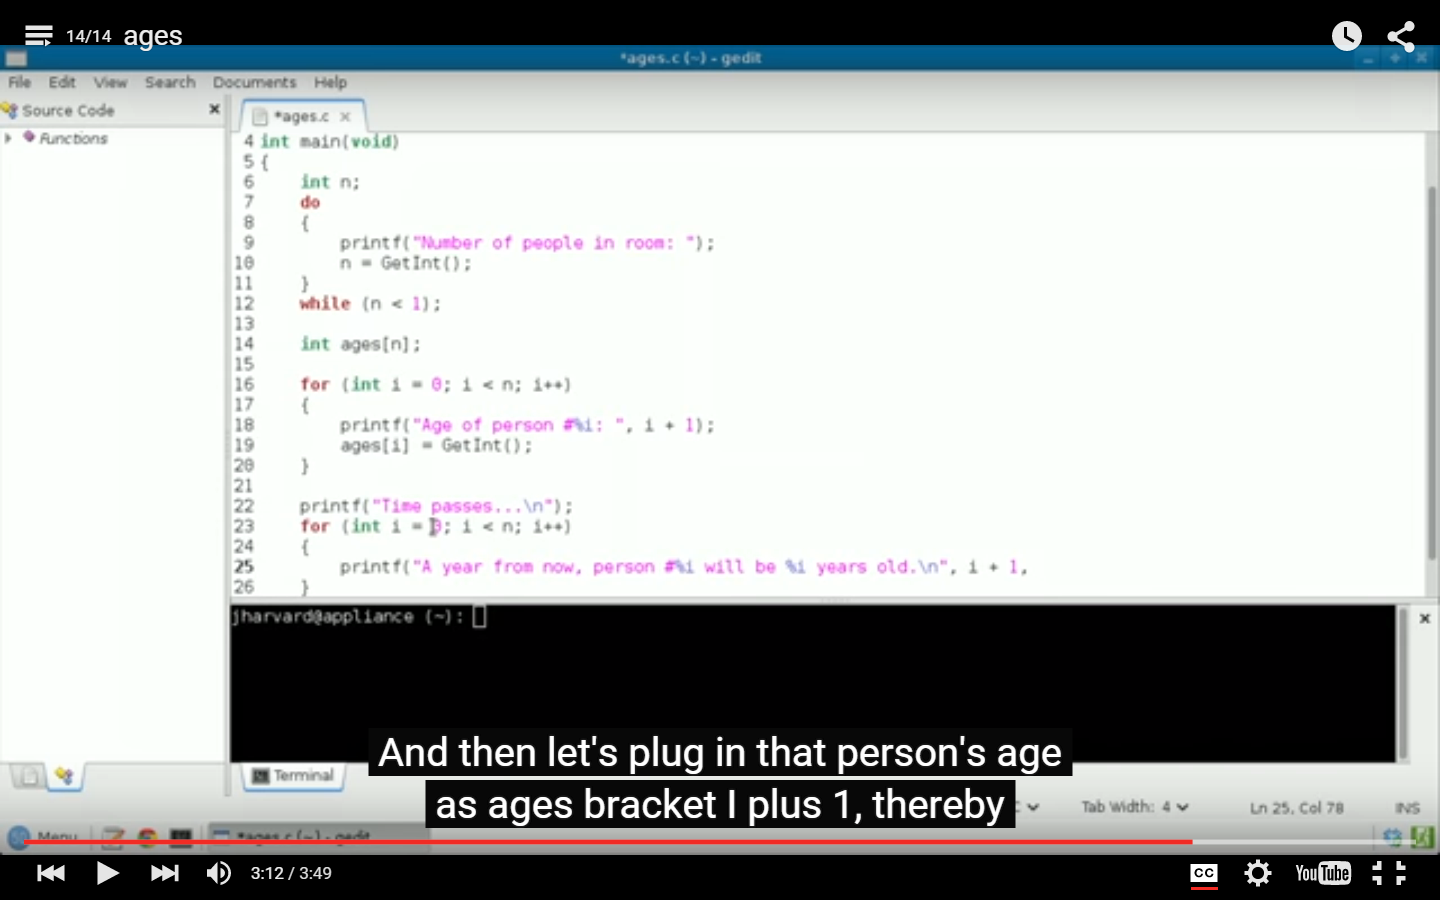 14/14 ages
*ages.c (~) - gedit
File Edit View Search Documents Help
Source Code
*ages.c
Functions
4 int main(void)
5 {
6 int n;
7 do
8 {
9 printf("Number of people in room: ");
10 n = GetInt();
11 }
12 while (n < 1);
13
14 int ages[n];
15
16 for (int i = 0; i < n; i++)
17 {
18 printf("Age of person #%i: ", i + 1);
19 ages[i] = GetInt();
20 }
21
22 printf("Time passes...\n");
23 for (int i = 0; i < n; i++)
24 {
25 printf("A year from now, person #%i will be %i years old.\n", i + 1,
26 }
jharvard@appliance (~):
And then let's plug in that person's age
as ages bracket I plus 1, thereby
Terminal
C Tab Width: 4 Ln 25, Col 78 INS
Menu *ages.c (~) - gedit
3:12 / 3:49 CC YouTube